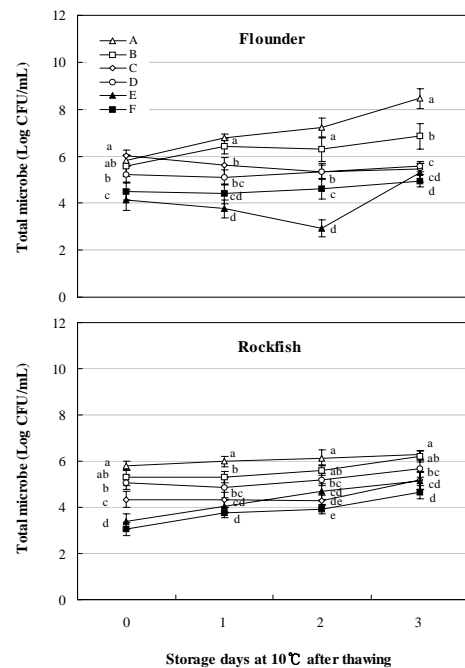 12
10
8
6
4
2
0
Total microbe (Log CFU/mL)
Flounder
A
B
C
D
E
F
a
ab
b
c
a
b
bc
cd
d
a
b
c
d
a
b
c
cd
d
12
10
8
6
4
2
0
Total microbe (Log CFU/mL)
Rockfish
a
ab
b
c
d
a
b
bc
cd
d
a
b
bc
cd
de
e
a
ab
bc
cd
d
0 1 2 3
Storage days at 10℃ after thawing